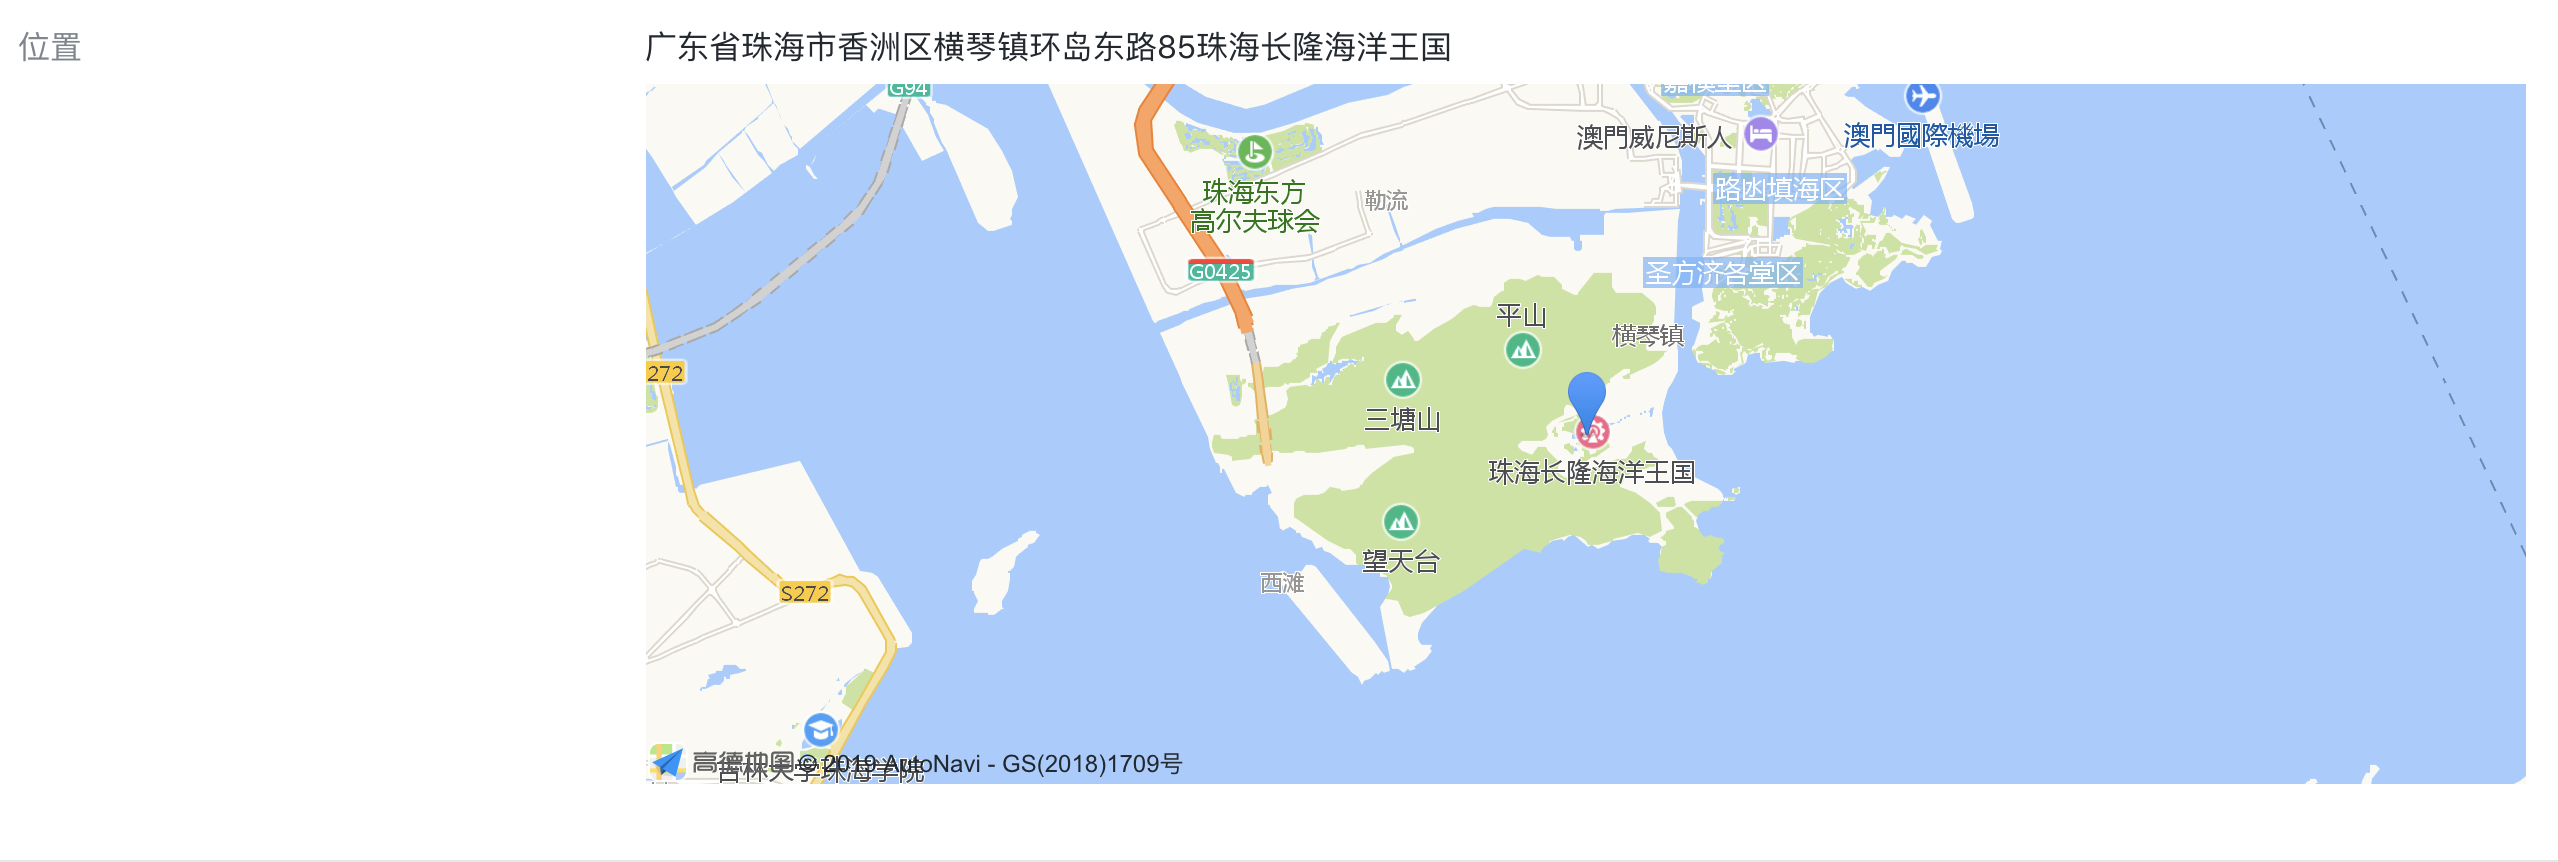 位置
广东省珠海市香洲区横琴镇环岛东路85珠海长隆海洋王国
G94
嘉模堂区
澳門威尼斯人
澳門國際機場
珠海东方
高尔夫球会
勒流
路凼填海区
G0425
圣方济各堂区
平山
横琴镇
272
三塘山
珠海长隆海洋王国
望天台
西滩
S272
高德地图 © 2019 AutoNavi - GS(2018)1709号
吉林大学珠海学院